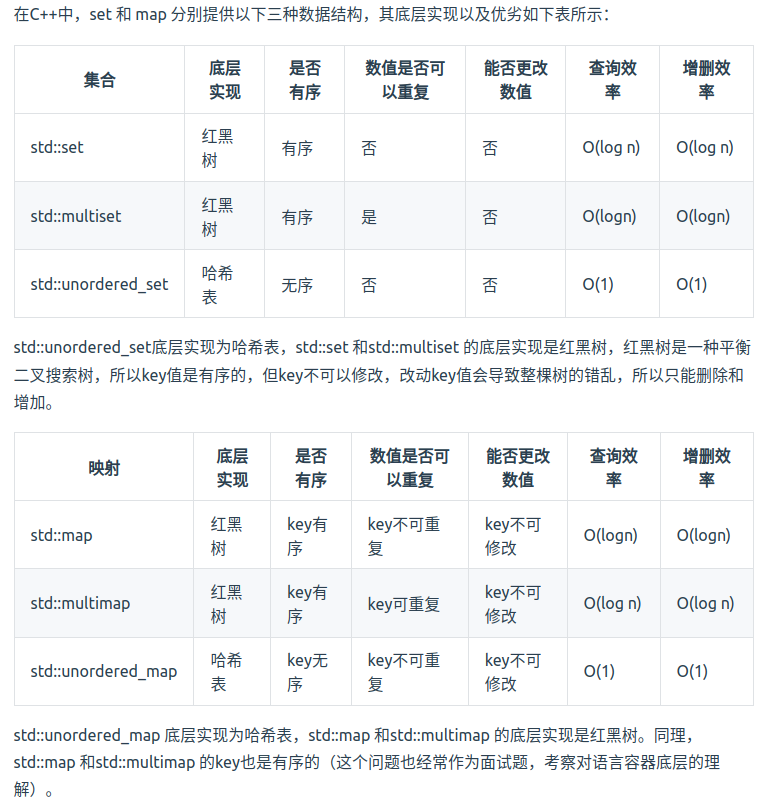 在C++中，set 和 map 分别提供以下三种数据结构，其底层实现以及优劣如下表所示：
集合 底层实现 是否有序 数值是否可以重复 能否更改数值 查询效率 增删效率
std::set 红黑树 有序 否 否 O(log n) O(log n)
std::multiset 红黑树 有序 是 否 O(logn) O(logn)
std::unordered_set 哈希表 无序 否 否 O(1) O(1)
std::unordered_set底层实现为哈希表，std::set 和std::multiset 的底层实现是红黑树，红黑树是一种平衡
二叉搜索树，所以key值是有序的，但key不可以修改，改动key值会导致整棵树的错乱，所以只能删除和
增加。
映射 底层实现 是否有序 数值是否可以重复 能否更改数值 查询效率 增删效率
std::map 红黑树 key有序 key不可重复 key不可修改 O(logn) O(logn)
std::multimap 红黑树 key有序 key可重复 key不可修改 O(log n) O(log n)
std::unordered_map 哈希表 key无序 key不可重复 key不可修改 O(1) O(1)
std::unordered_map 底层实现为哈希表，std::map 和std::multimap 的底层实现是红黑树。同理，
std::map 和std::multimap 的key也是有序的（这个问题也经常作为面试题，考察对语言容器底层的理
解）。